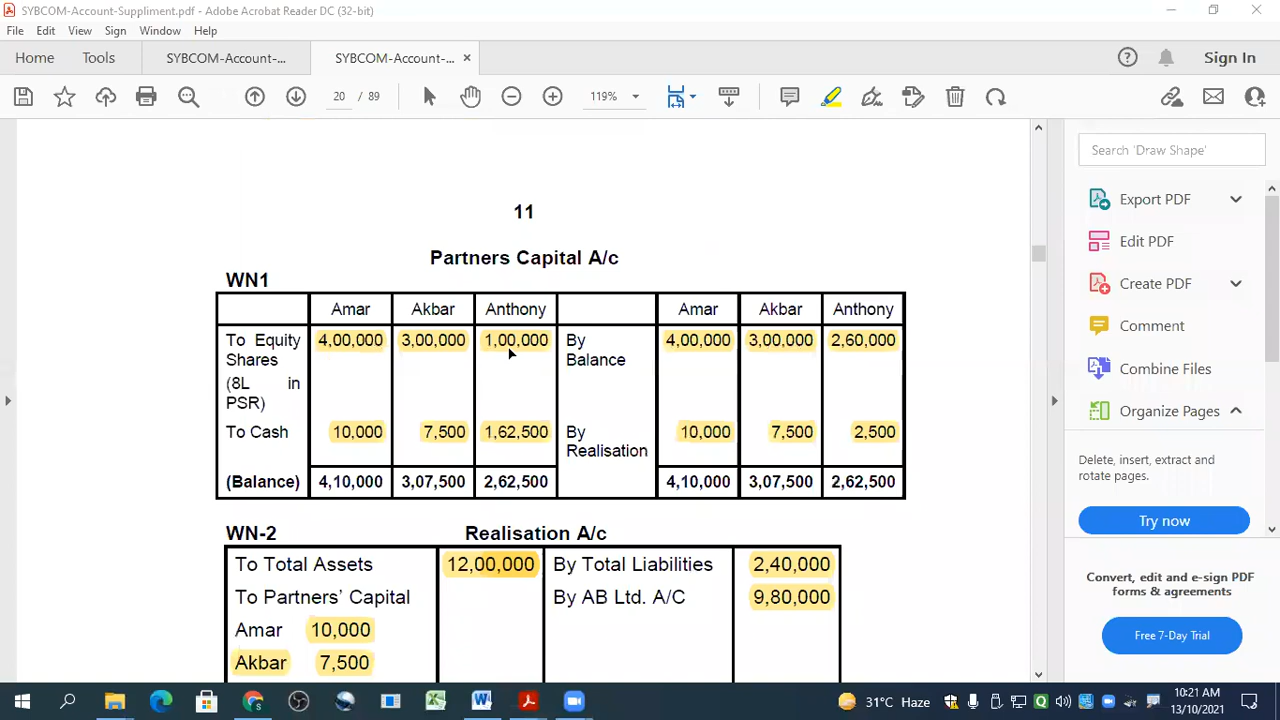 SYBCOM-Account-Suppliment.pdf - Adobe Acrobat Reader DC (32-bit)
File Edit View Sign Window Help
Home Tools SYBCOM-Account-... SYBCOM-Account-... × Sign In
20 / 89 119%
Search 'Draw Shape'
Export PDF
Edit PDF
Create PDF
Comment
Combine Files
Organize Pages
Delete, insert, extract and
rotate pages.
Try now
Convert, edit and e-sign PDF
forms & agreements
Free 7-Day Trial
11
Partners Capital A/c
WN1
Amar Akbar Anthony Amar Akbar Anthony
To Equity 4,00,000 3,00,000 1,00,000 By 4,00,000 3,00,000 2,60,000
Shares Balance
(8L in
PSR)
To Cash 10,000 7,500 1,62,500 By 10,000 7,500 2,500
Realisation
(Balance) 4,10,000 3,07,500 2,62,500 4,10,000 3,07,500 2,62,500
WN-2 Realisation A/c
To Total Assets 12,00,000 By Total Liabilities 2,40,000
To Partners' Capital By AB Ltd. A/C 9,80,000
Amar 10,000
Akbar 7,500
31°C Haze 10:21 AM
13/10/2021